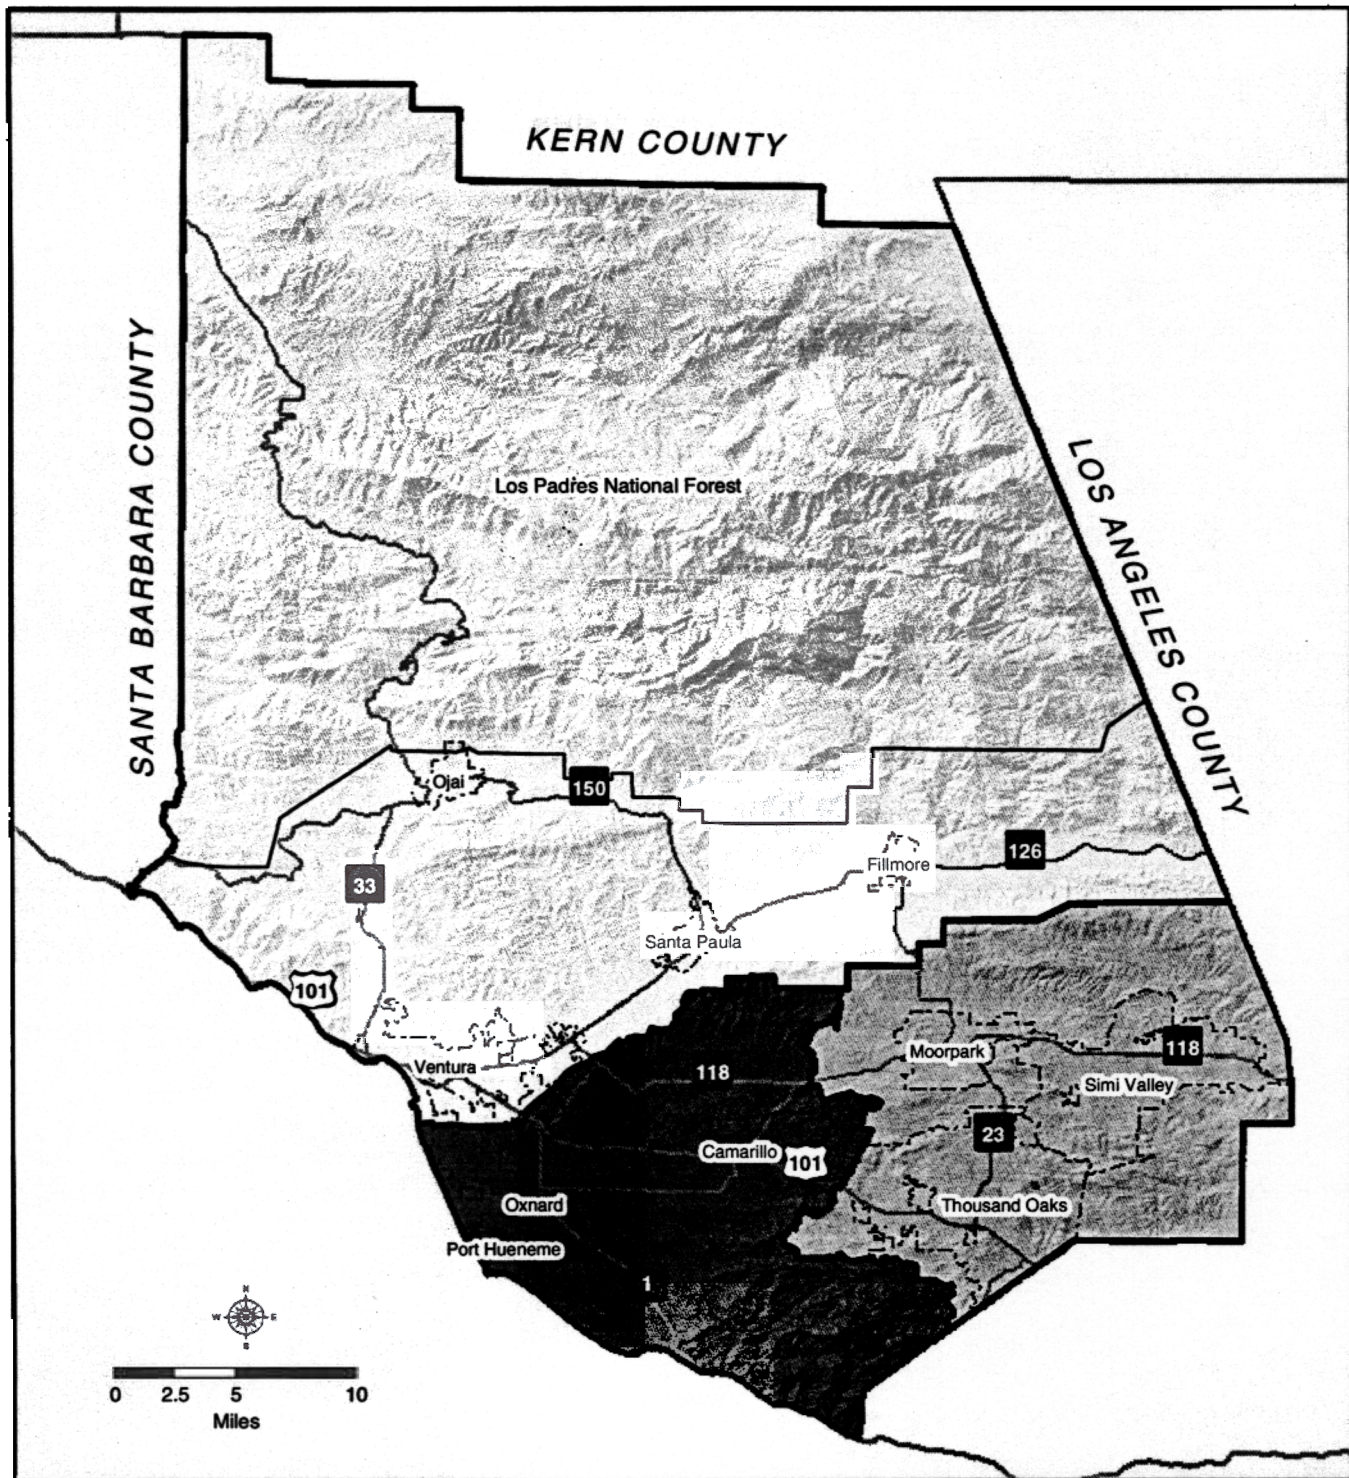 KERN COUNTY
SANTA BARBARA COUNTY
LOS ANGELES COUNTY
Los Padres National Forest
Ojai
150
126
Fillmore
33
Santa Paula
101
Ventura
118
Moorpark
118
Simi Valley
23
Camarillo
101
Oxnard
Thousand Oaks
Port Hueneme
1
N
W E
S
0 2.5 5 10
Miles